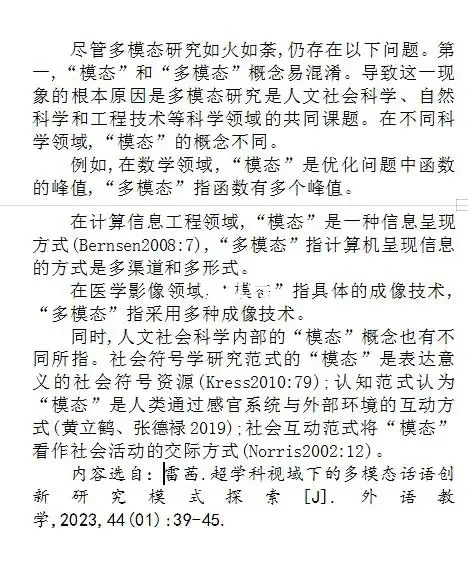 尽管多模态研究如火如荼,仍存在以下问题。第
一,“模态”和“多模态”概念易混淆。导致这一现
象的根本原因是多模态研究是人文社会科学、自然
科学和工程技术等科学领域的共同课题。在不同科
学领域,“模态”的概念不同。
例如,在数学领域,“模态”是优化问题中函数
的峰值,“多模态”指函数有多个峰值。
在计算信息工程领域,“模态”是一种信息呈现
方式(Bernsen2008:7),“多模态”指计算机呈现信息
的方式是多渠道和多形式。
在医学影像领域,“模态”指具体的成像技术,
“多模态”指采用多种成像技术。
同时,人文社会科学内部的“模态”概念也有不
同所指。社会符号学研究范式的“模态”是表达意
义的社会符号资源(Kress2010:79);认知范式认为
“模态”是人类通过感官系统与外部环境的互动方
式(黄立鹤、张德禄2019);社会互动范式将“模态”
看作社会活动的交际方式(Norris2002:12)。
内容选自：雷茜.超学科视域下的多模态话语创
新研究模式探索[J].外语教
学,2023,44(01):39-45.